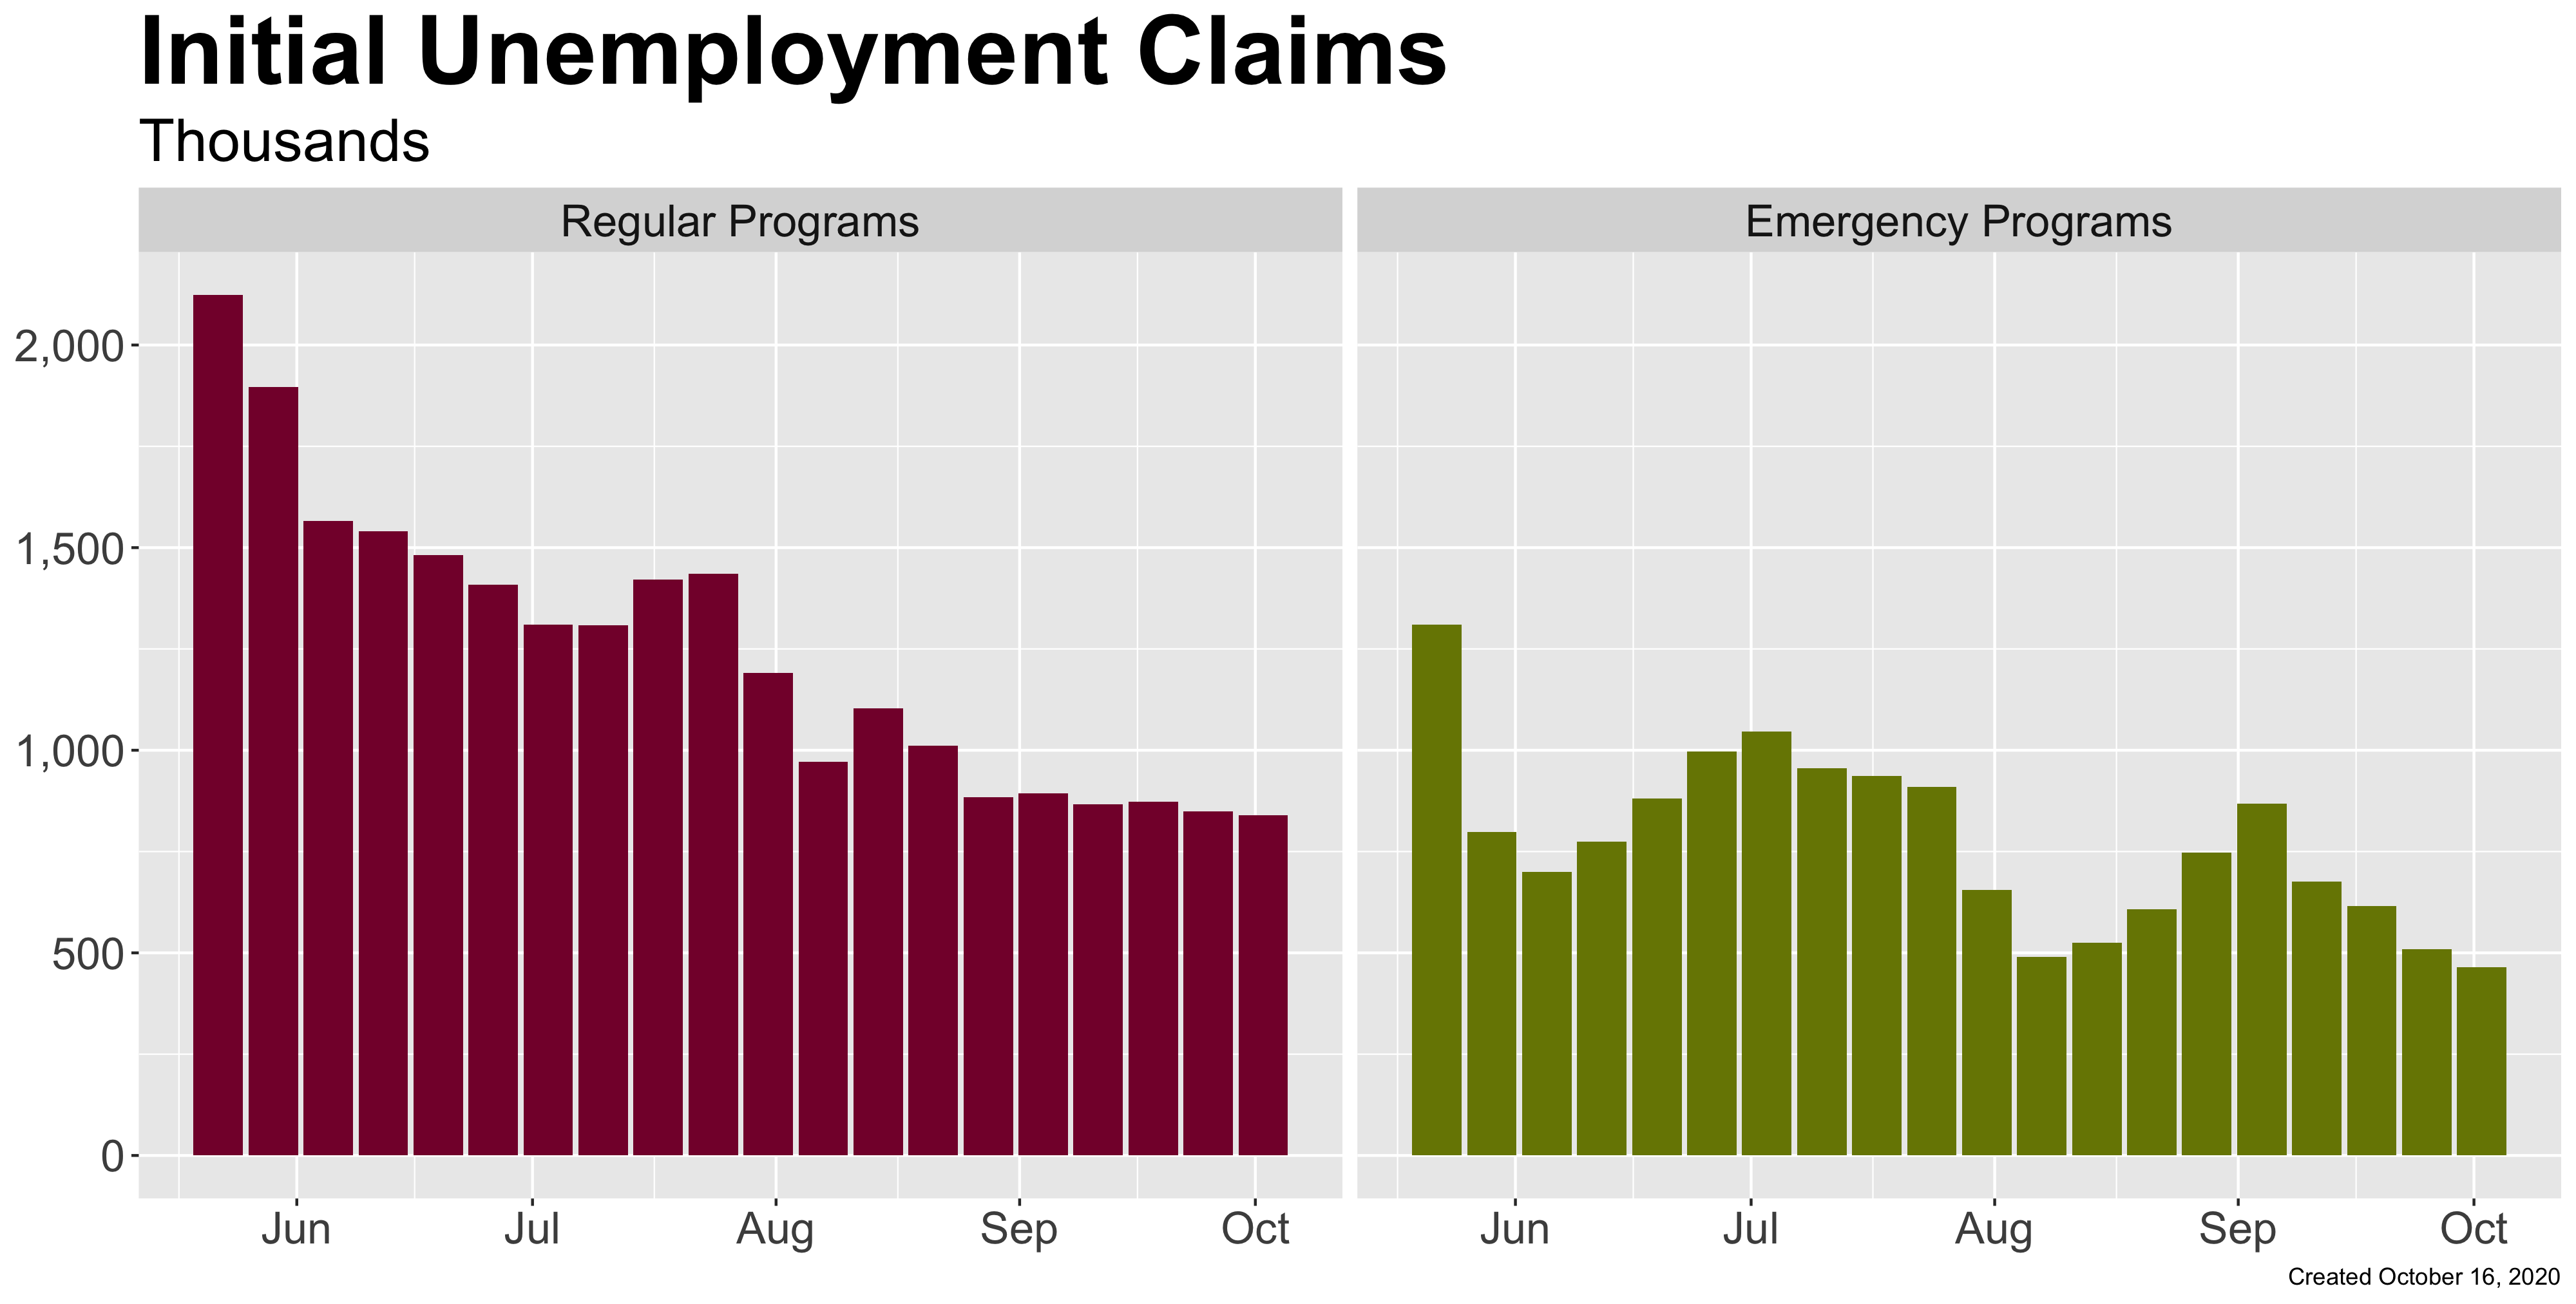 Initial Unemployment Claims
Thousands
Regular Programs
Emergency Programs
2,000
1,500
1,000
500
0
Jun Jul Aug Sep Oct
Jun Jul Aug Sep Oct
Created October 16, 2020